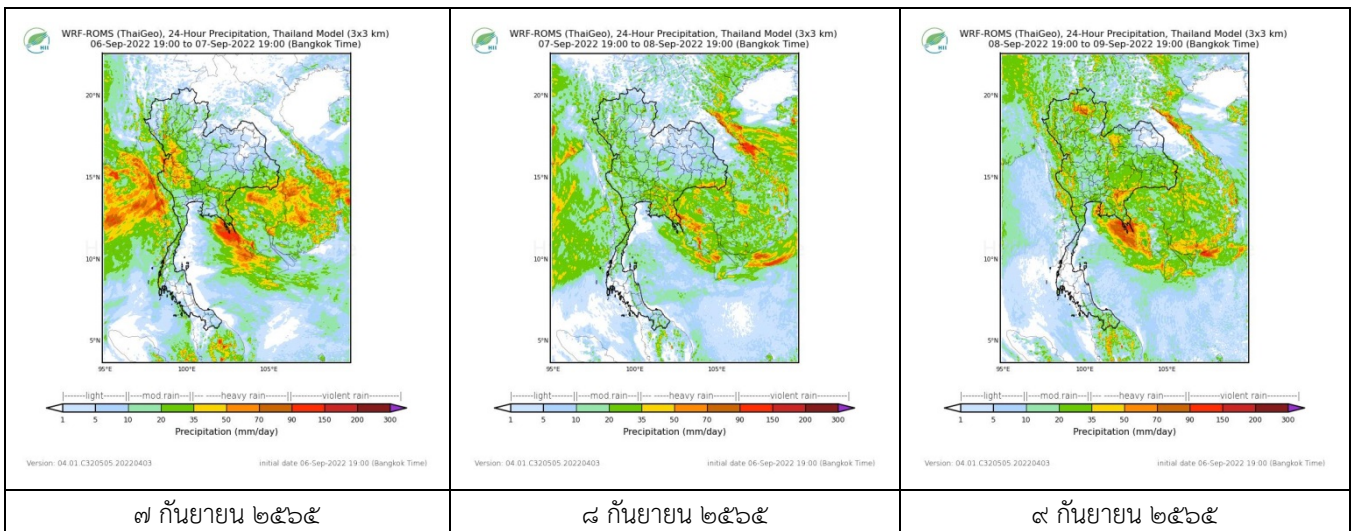 WRF-ROMS (ThaiGeo), 24-Hour Precipitation, Thailand Model (3x3 km)
06-Sep-2022 19:00 to 07-Sep-2022 19:00 (Bangkok Time)
HII
20°N
15°N
10°N
5°N
95°E 100°E 105°E
|------light-----||---mod rain---||--- ---heavy rain------||-------violent rain------|
1 5 10 20 35 50 70 90 150 200 300
Precipitation (mm/day)
Version: 04.01.C320505.20220403 initial date 06-Sep-2022 19:00 (Bangkok Time)
๗ กันยายน ๒๕๖๕
WRF-ROMS (ThaiGeo), 24-Hour Precipitation, Thailand Model (3x3 km)
07-Sep-2022 19:00 to 08-Sep-2022 19:00 (Bangkok Time)
HII
20°N
15°N
10°N
5°N
95°E 100°E 105°E
|------light-----||---mod rain---||--- ---heavy rain------||-------violent rain------|
1 5 10 20 35 50 70 90 150 200 300
Precipitation (mm/day)
Version: 04.01.C320505.20220403 initial date 06-Sep-2022 19:00 (Bangkok Time)
๘ กันยายน ๒๕๖๕
WRF-ROMS (ThaiGeo), 24-Hour Precipitation, Thailand Model (3x3 km)
08-Sep-2022 19:00 to 09-Sep-2022 19:00 (Bangkok Time)
HII
20°N
15°N
10°N
5°N
95°E 100°E 105°E
|------light-----||---mod rain---||--- ---heavy rain------||-------violent rain------|
1 5 10 20 35 50 70 90 150 200 300
Precipitation (mm/day)
Version: 04.01.C320505.20220403 initial date 06-Sep-2022 19:00 (Bangkok Time)
๙ กันยายน ๒๕๖๕